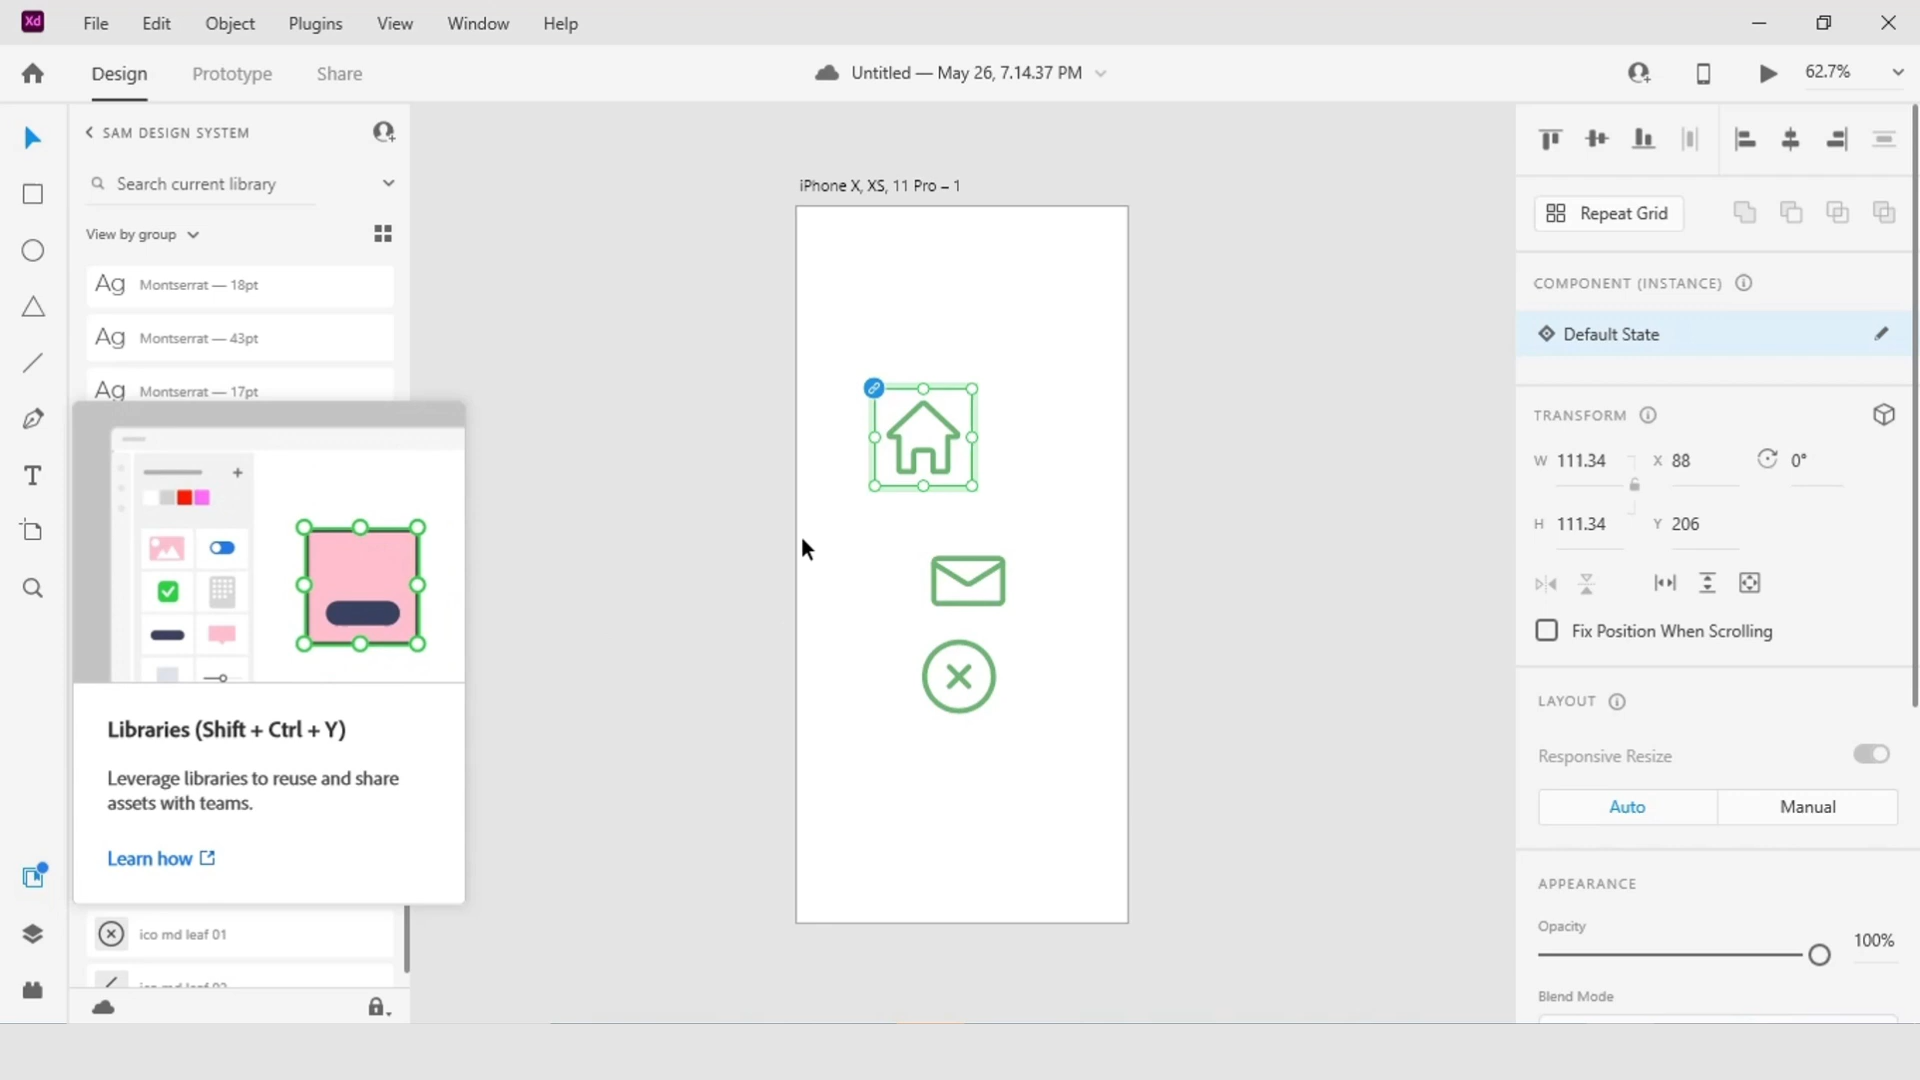 Xd
File Edit Object Plugins View Window Help
Design Prototype Share
Untitled — May 26, 7.14.37 PM
62.7%
SAM DESIGN SYSTEM
Search current library
View by group
Ag Montserrat — 18pt
Ag Montserrat — 43pt
Ag Montserrat — 17pt
Libraries (Shift + Ctrl + Y)
Leverage libraries to reuse and share
assets with teams.
Learn how
ico md leaf 01
T
iPhone X, XS, 11 Pro – 1
Repeat Grid
COMPONENT (INSTANCE)
Default State
TRANSFORM
W 111.34 X 88 0°
H 111.34 Y 206
Fix Position When Scrolling
LAYOUT
Responsive Resize
Auto Manual
APPEARANCE
Opacity
100%
Blend Mode